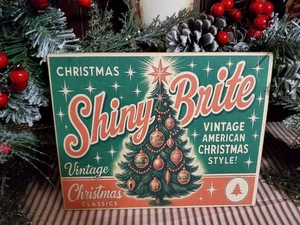 CHRISTMAS
Shiny Brite
VINTAGE
AMERICAN
CHRISTMAS
STYLE!
Vintage
Christmas
CLASSICS